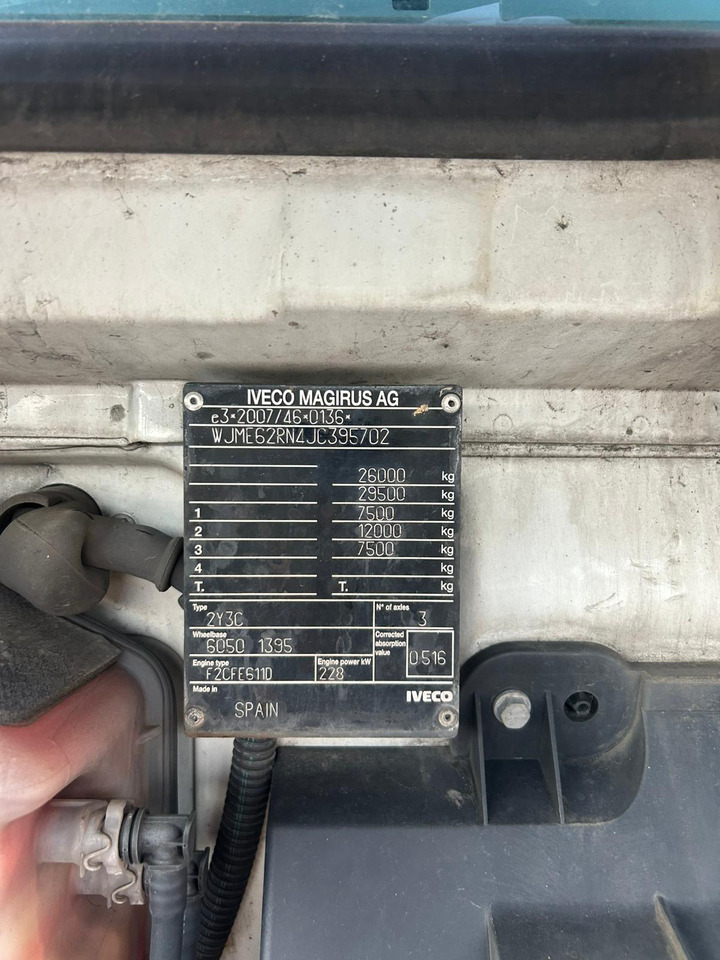 IVECO MAGIRUS AG
e3*2007/46*0136*
WJME62RN4JC395702
26000 kg
29500 kg
1 7500 kg
2 12000 kg
3 7500 kg
4 kg
T. T. kg
Type 2Y3C N° of axles 3
Wheelbase 6050 1395 Corrected absorption value 0.516
Engine type F2CFE611D Engine power kW 228
Made in SPAIN IVECO